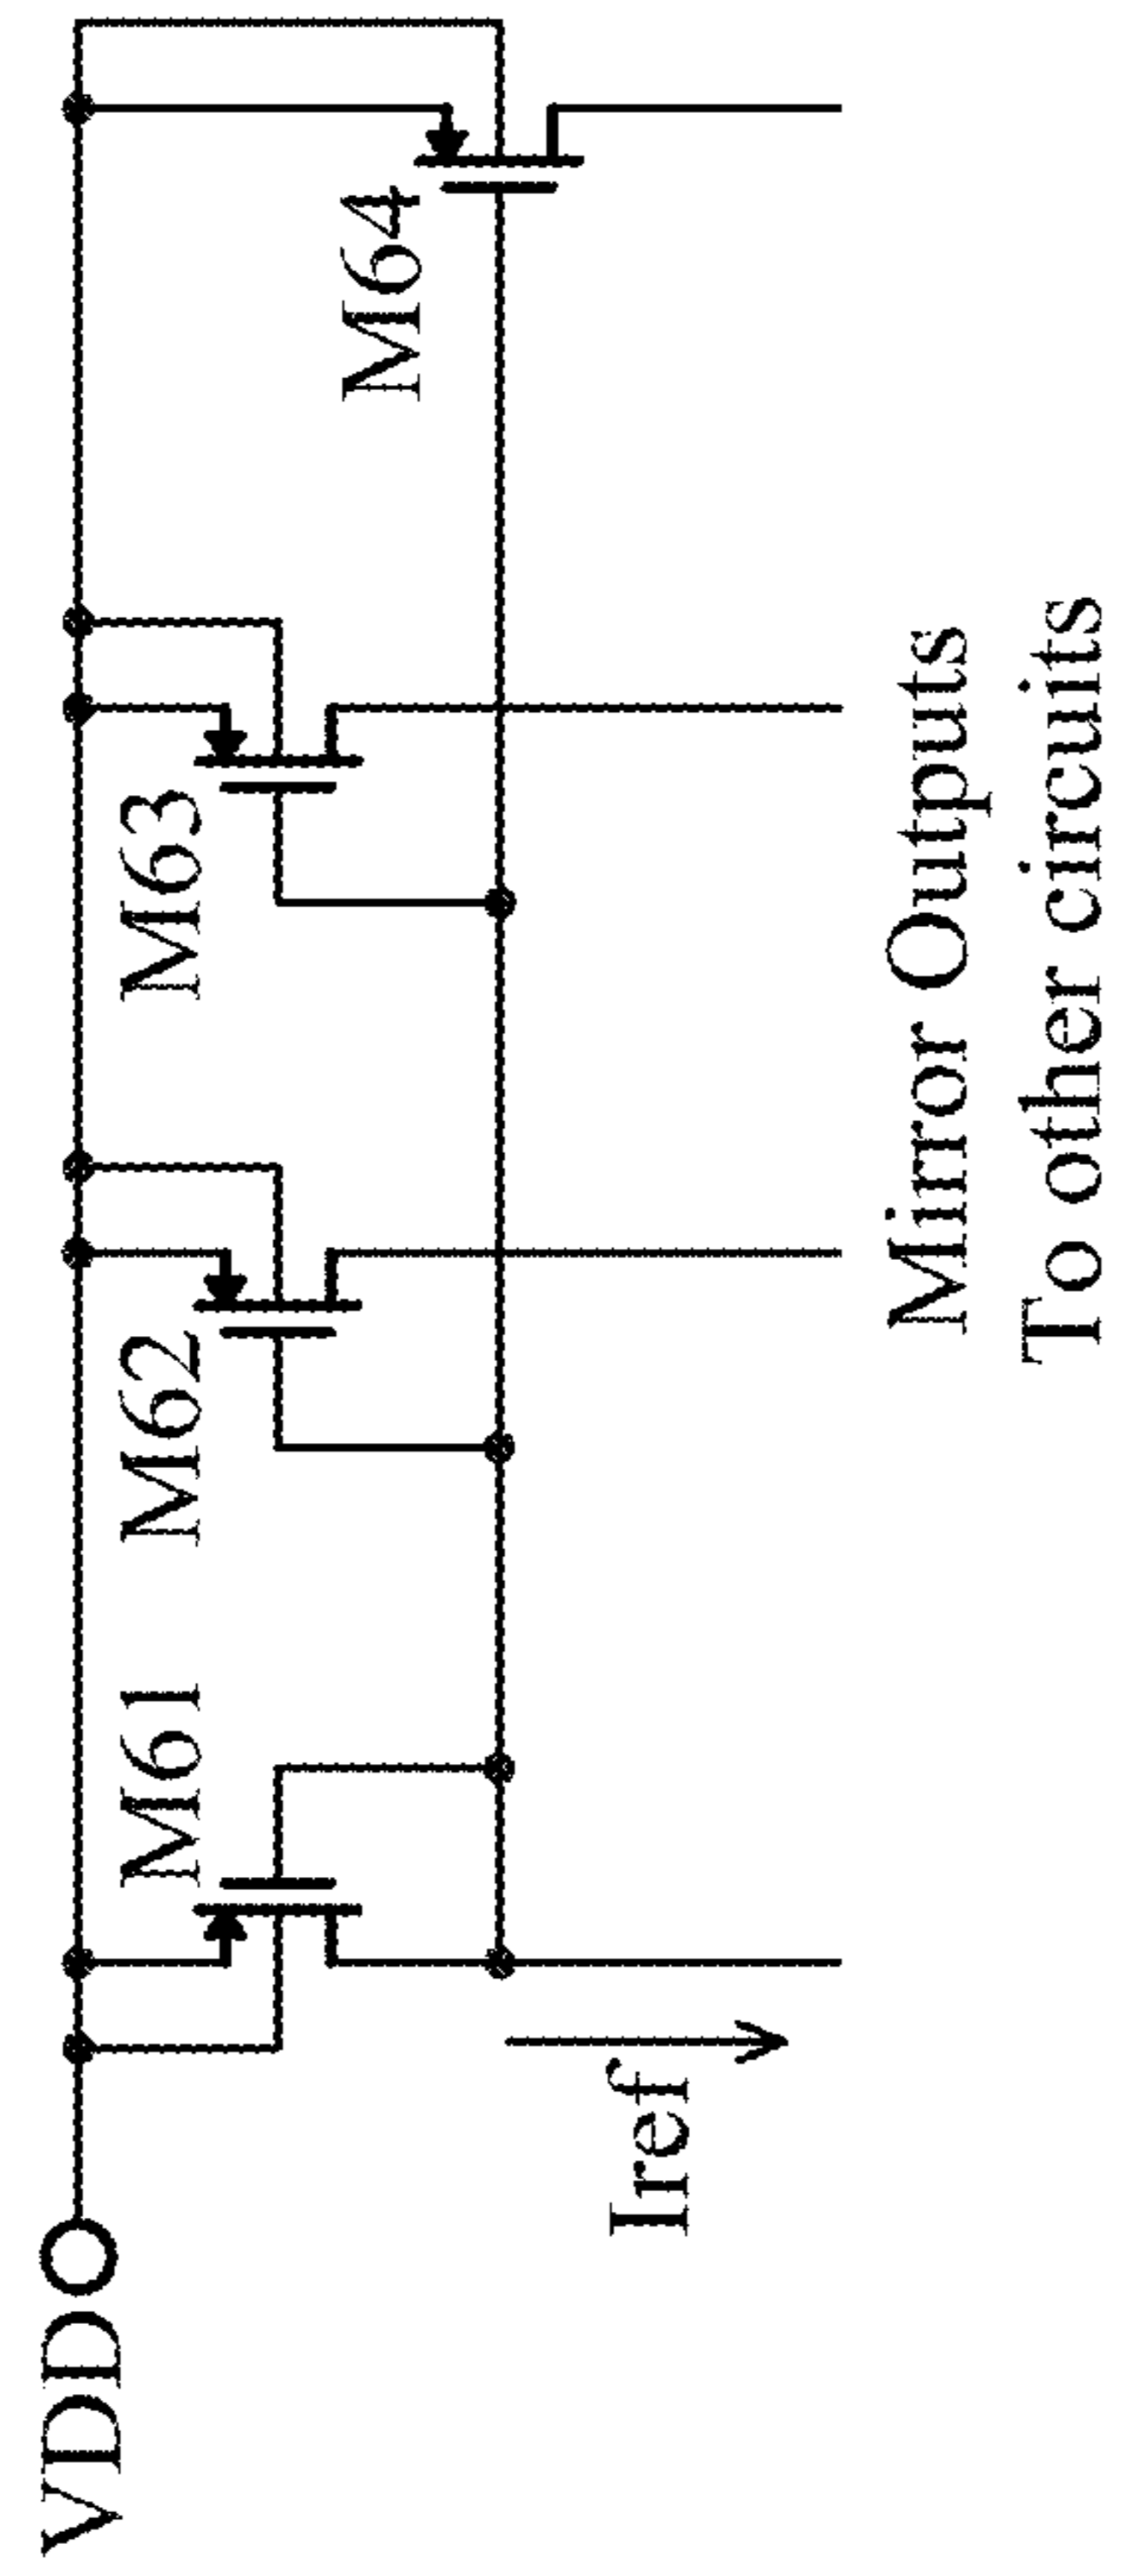 VDD
M61
M62
M63
M64
Iref
Mirror Outputs
To other circuits